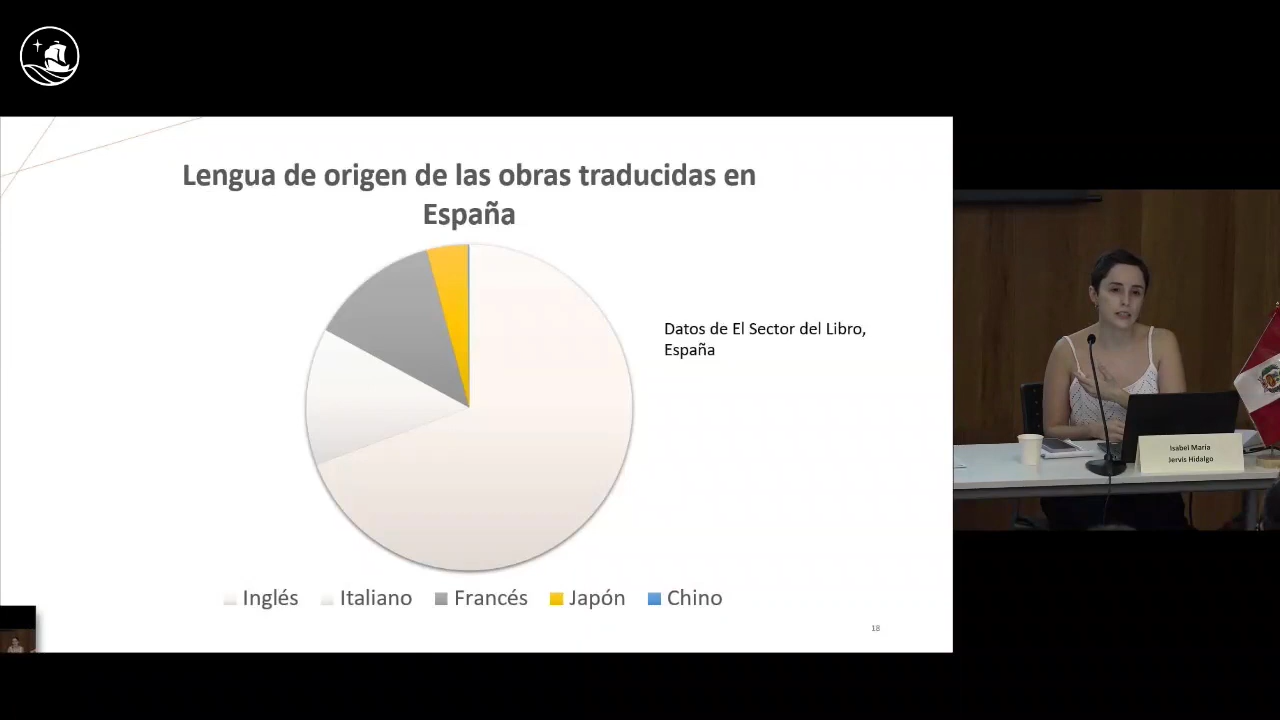 Lengua de origen de las obras traducidas en
España
Datos de El Sector del Libro,
España
Inglés Italiano Francés Japón Chino
18
Isabel María
Jervis Hidalgo